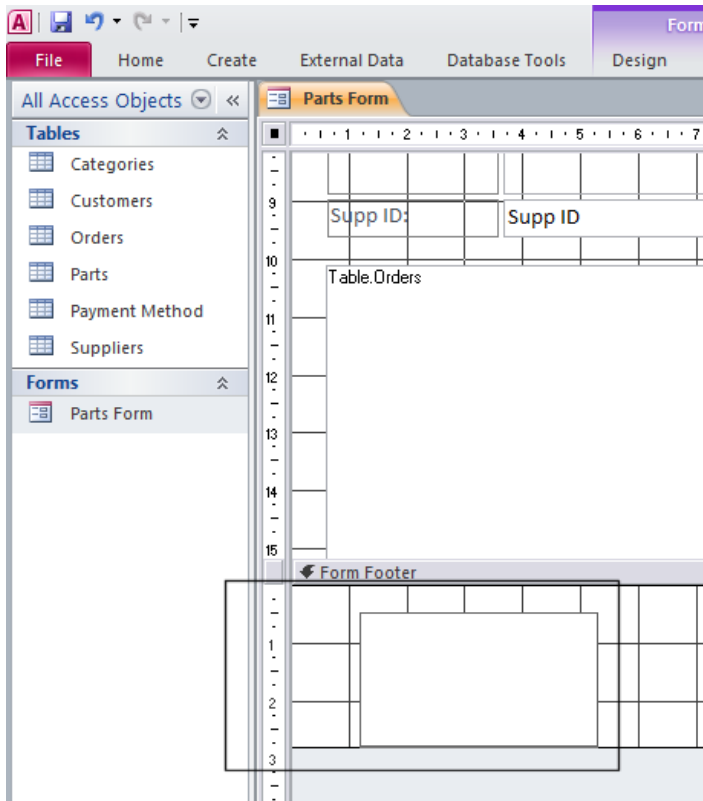 A
Form
File Home Create External Data Database Tools Design
All Access Objects « Parts Form
Tables
Categories
Customers
Orders
Parts
Payment Method
Suppliers
Forms
Parts Form
1 2 3 4 5 6 7
9
Supp ID: Supp ID
10
Table.Orders
11
12
13
14
15
Form Footer
1
2
3